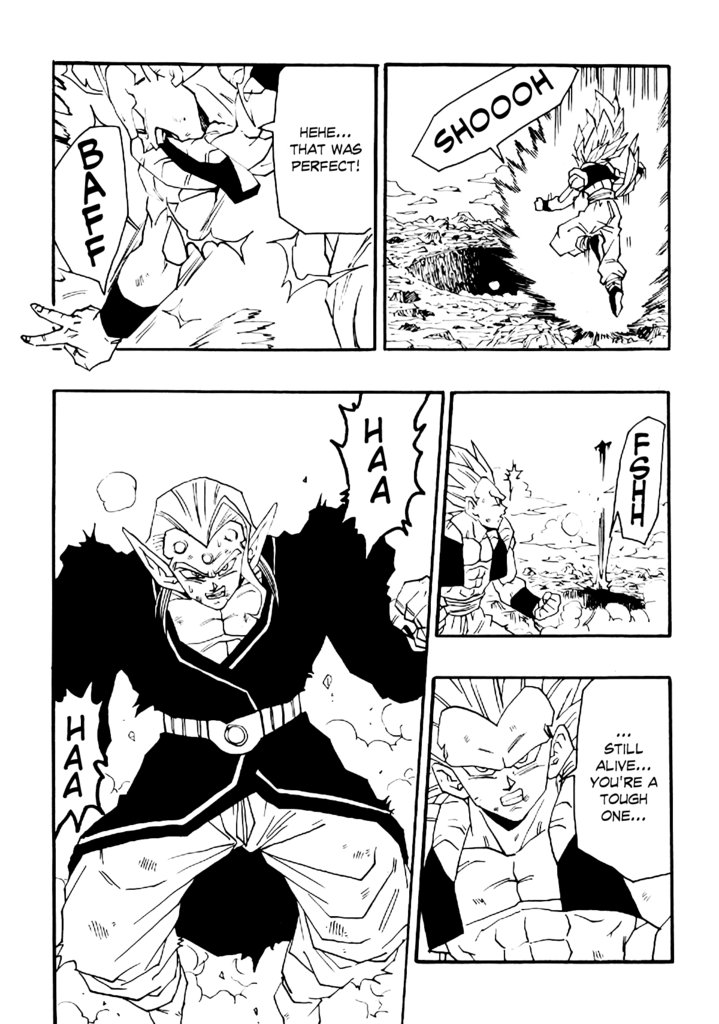 SHOOOH
HEHE...
THAT WAS
PERFECT!
BAFF
FSHH
...
STILL
ALIVE...
YOU'RE A
TOUGH
ONE...
HAA
HAA